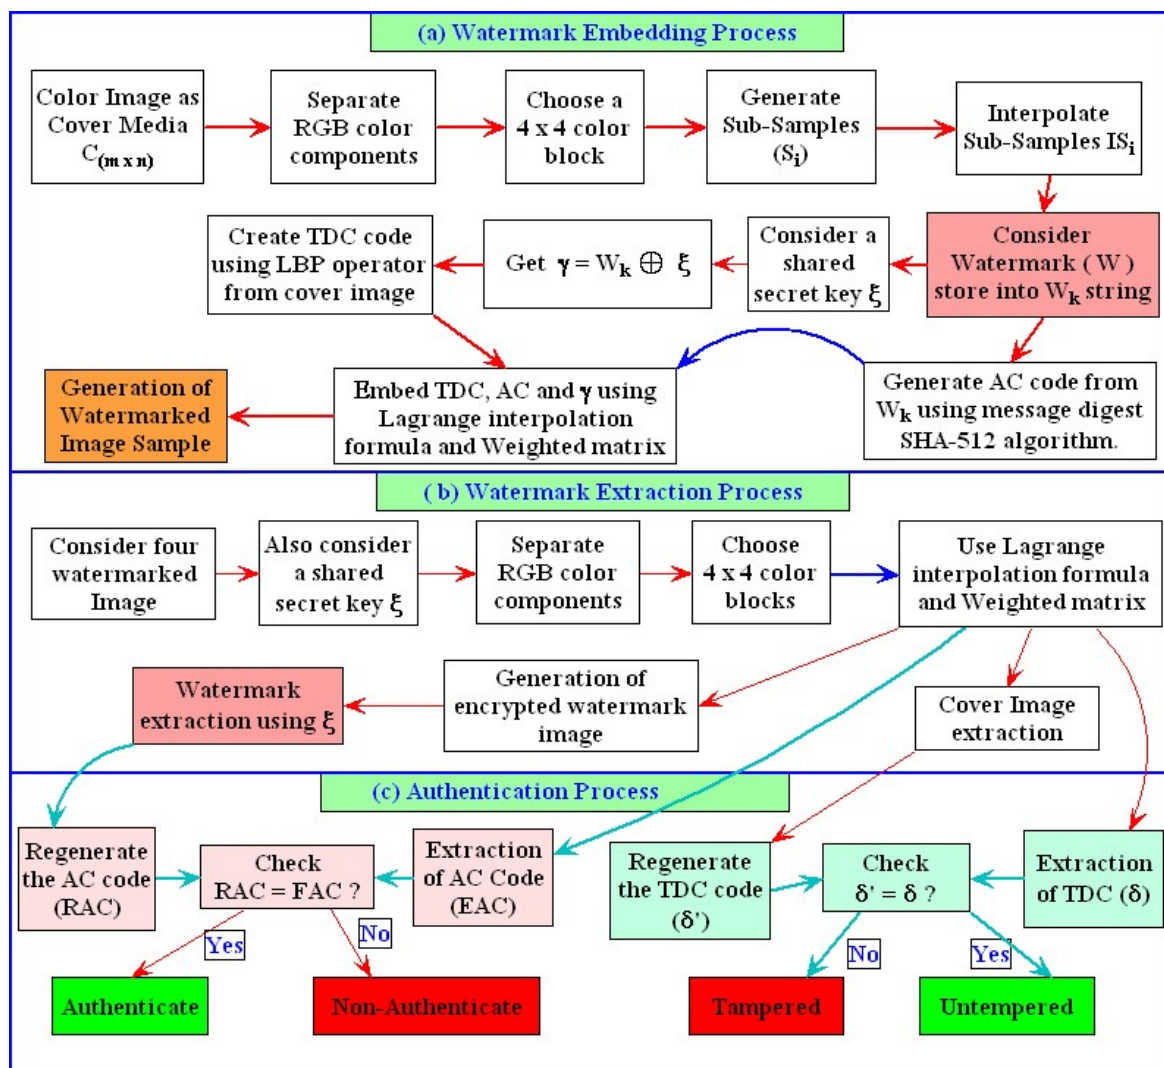 (a) Watermark Embedding Process
Color Image as
Cover Media
C(m x n)
Separate
RGB color
components
Choose a
4 x 4 color
block
Generate
Sub-Samples
(Si)
Interpolate
Sub-Samples ISi
Create TDC code
using LBP operator
from cover image
Get γ = Wk ⊕ ξ
Consider a
shared
secret key ξ
Consider
Watermark ( W )
store into Wk string
Generation of
Watermarked
Image Sample
Embed TDC, AC and γ using
Lagrange interpolation
formula and Weighted matrix
Generate AC code from
Wk using message digest
SHA-512 algorithm.
( b) Watermark Extraction Process
Consider four
watermarked
Image
Also consider
a shared
secret key ξ
Separate
RGB color
components
Choose
4 x 4 color
blocks
Use Lagrange
interpolation formula
and Weighted matrix
Watermark
extraction using ξ
Generation of
encrypted watermark
image
Cover Image
extraction
(c) Authentication Process
Regenerate
the AC code
(RAC)
Check
RAC = FAC ?
Extraction
of AC Code
(EAC)
Regenerate
the TDC code
(δ')
Check
δ' = δ ?
Extraction
of TDC (δ)
Yes
No
No
Yes
Authenticate
Non-Authenticate
Tampered
Untempered